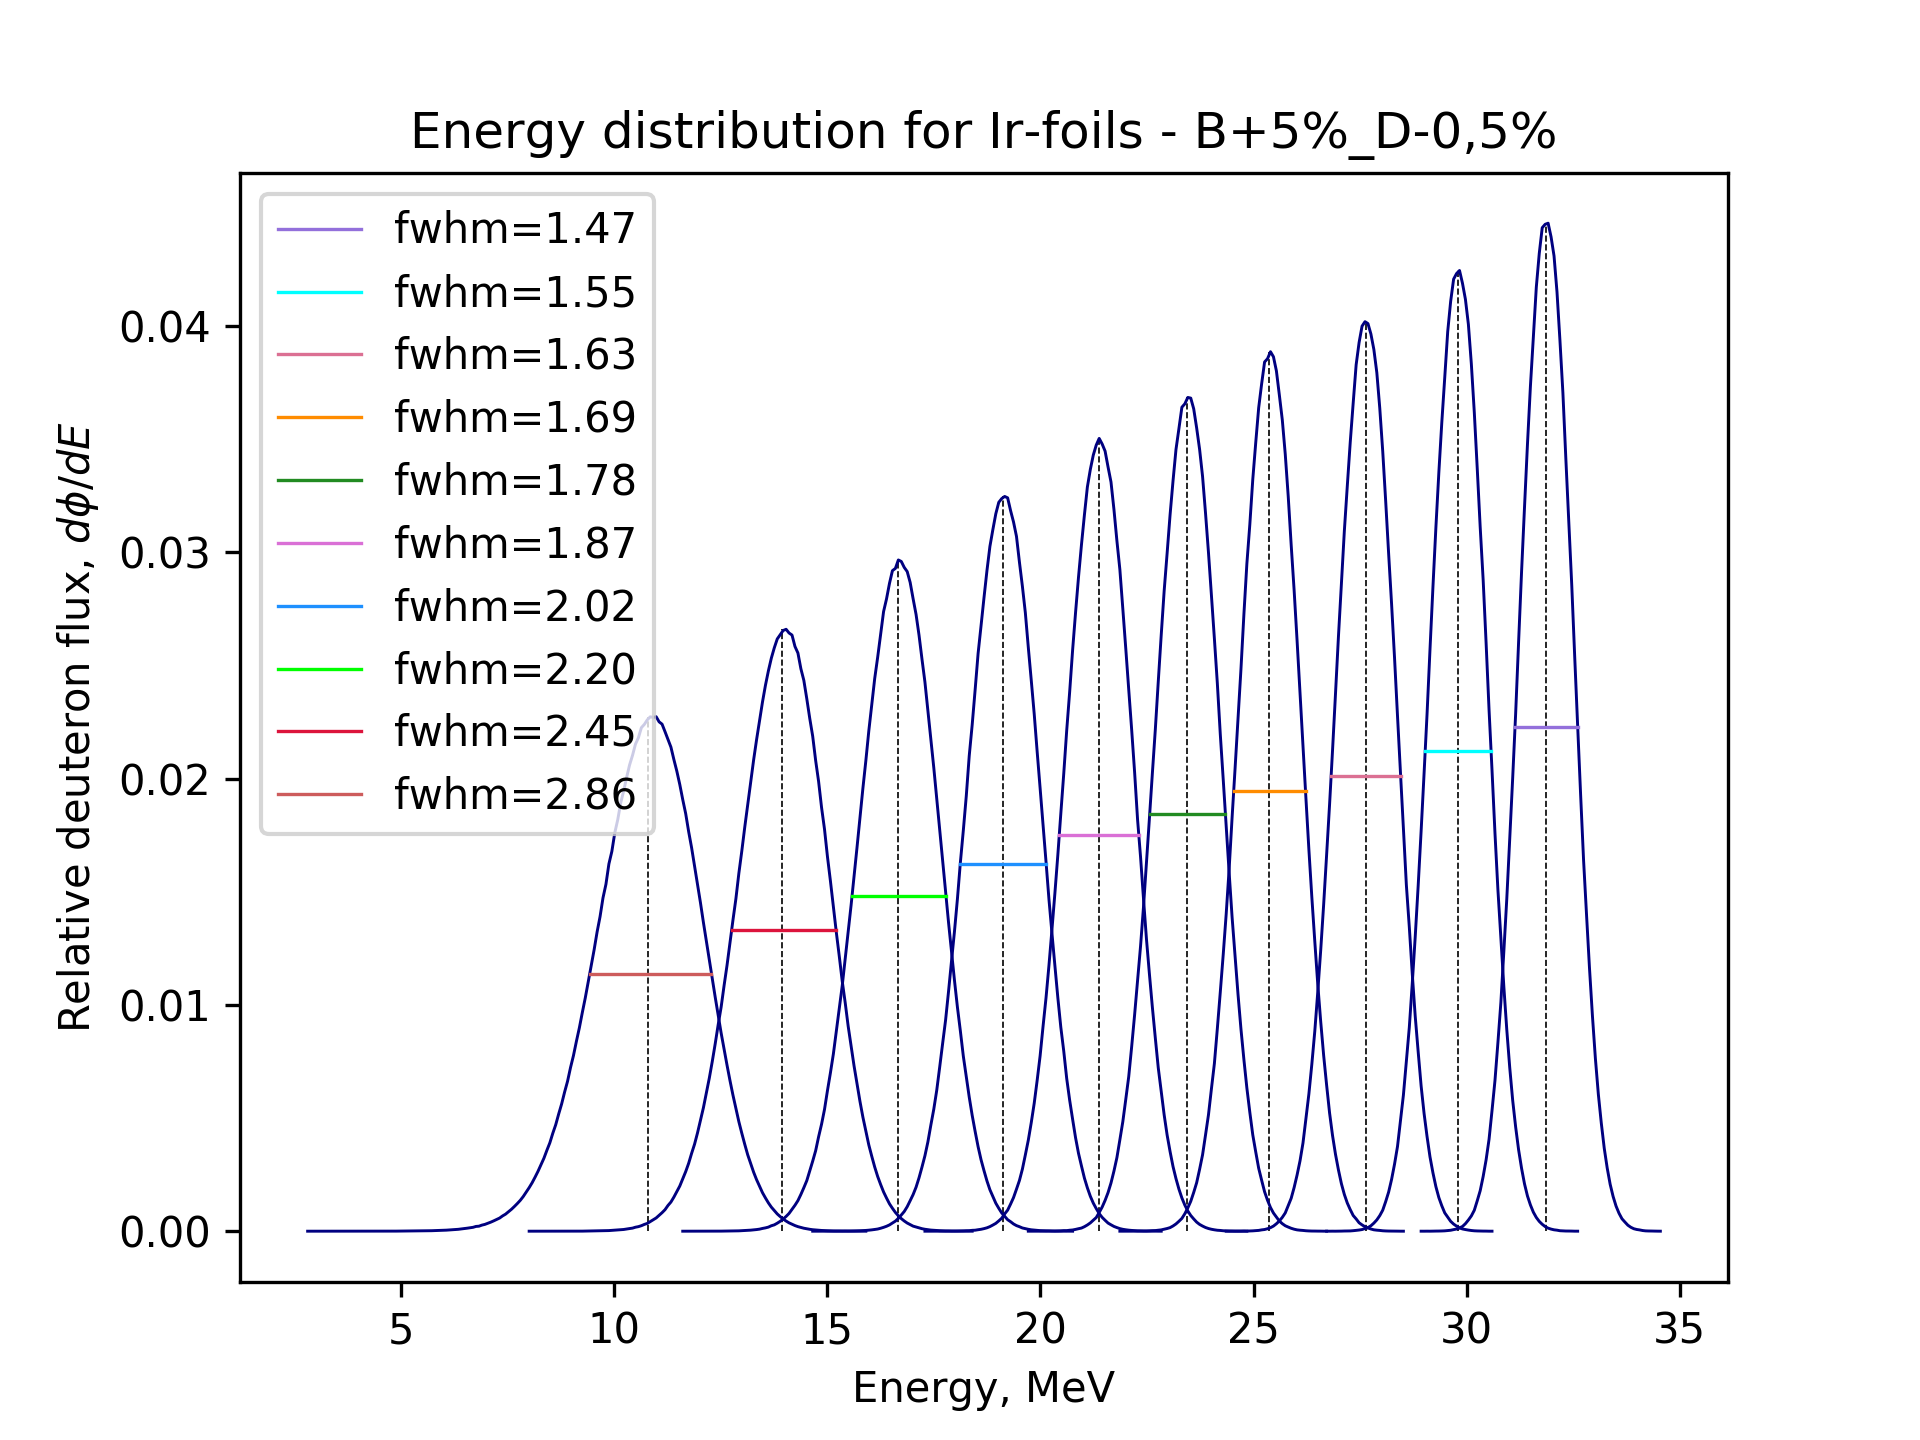 Energy distribution for Ir-foils - B+5%_D-0,5%
fwhm=1.47
fwhm=1.55
fwhm=1.63
fwhm=1.69
fwhm=1.78
fwhm=1.87
fwhm=2.02
fwhm=2.20
fwhm=2.45
fwhm=2.86
Relative deuteron flux, dϕ/dE
0.04
0.03
0.02
0.01
0.00
5 10 15 20 25 30 35
Energy, MeV